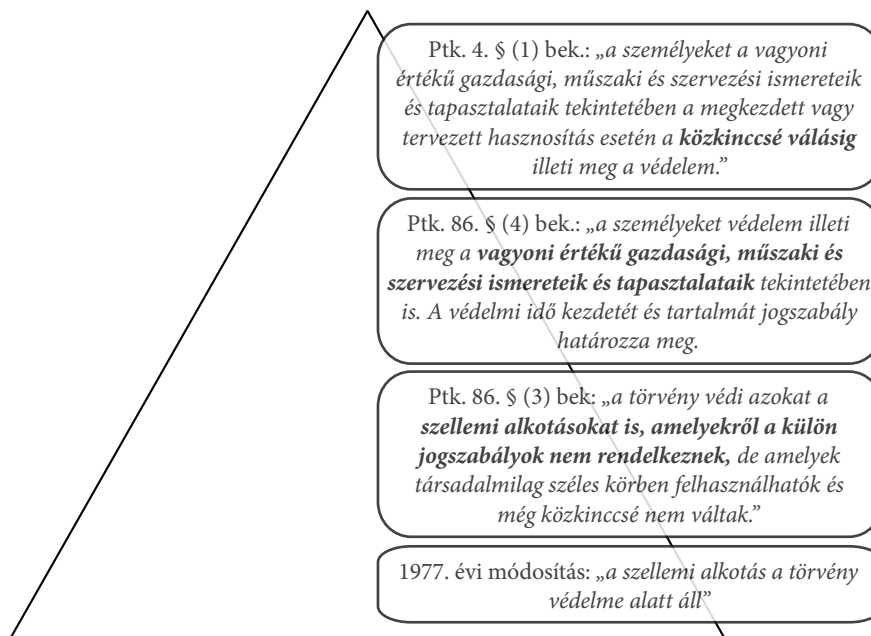 Ptk. 4. § (1) bek.: „a személyeket a vagyoni
értékű gazdasági, műszaki és szervezési ismereteik
és tapasztalataik tekintetében a megkezdett vagy
tervezett hasznosítás esetén a közkinccsé válásig
illeti meg a védelem.”
Ptk. 86. § (4) bek.: „a személyeket védelem illeti
meg a vagyoni értékű gazdasági, műszaki és
szervezési ismereteik és tapasztalataik tekintetében
is. A védelmi idő kezdetét és tartalmát jogszabály
határozza meg.
Ptk. 86. § (3) bek: „a törvény védi azokat a
szellemi alkotásokat is, amelyekről a külön
jogszabályok nem rendelkeznek, de amelyek
társadalmilag széles körben felhasználhatók és
még közkinccsé nem váltak.”
1977. évi módosítás: „a szellemi alkotás a törvény
védelme alatt áll”